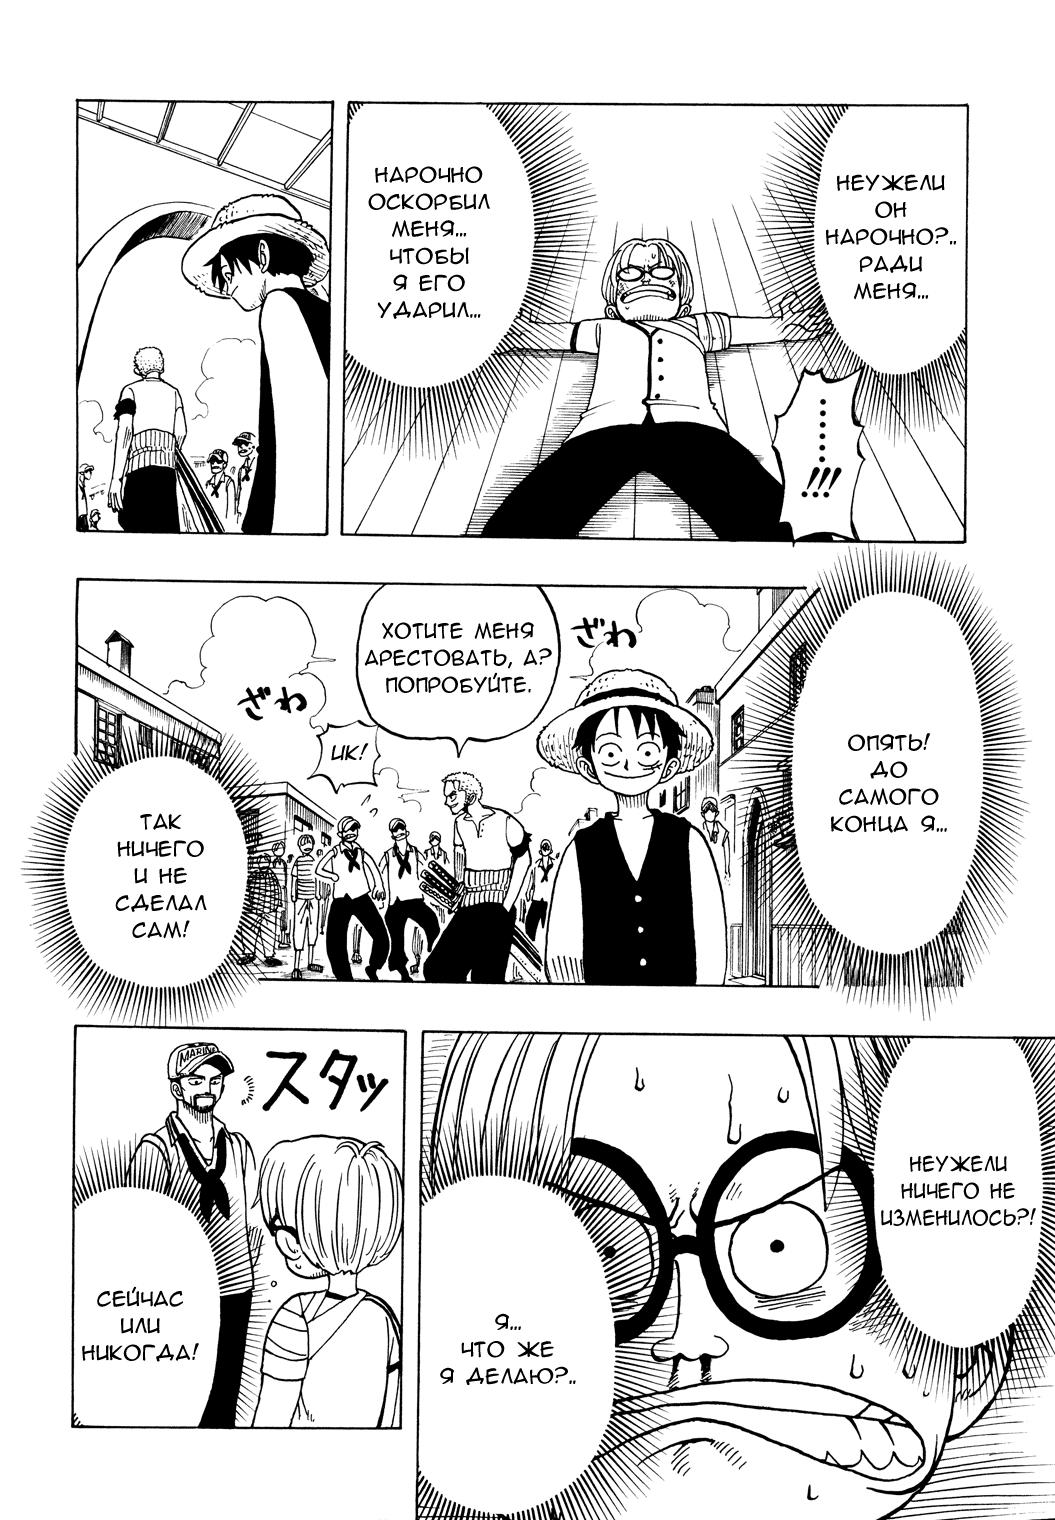 НЕУЖЕЛИ
ОН
НАРОЧНО?..
РАДИ
МЕНЯ...
НАРОЧНО
ОСКОРБИЛ
МЕНЯ...
ЧТОБЫ
Я ЕГО
УДАРИЛ...
......!!!
ХОТИТЕ МЕНЯ
АРЕСТОВАТЬ, А?
ПОПРОБУЙТЕ.
ざわ
ざわ
ИК!
ОПЯТЬ!
ДО
САМОГО
КОНЦА Я...
ТАК
НИЧЕГО
И НЕ
СДЕЛАЛ
САМ!
НЕУЖЕЛИ
НИЧЕГО НЕ
ИЗМЕНИЛОСЬ?!
Я...
ЧТО ЖЕ
Я ДЕЛАЮ?..
MARINE
スタッ
СЕЙЧАС
ИЛИ
НИКОГДА!